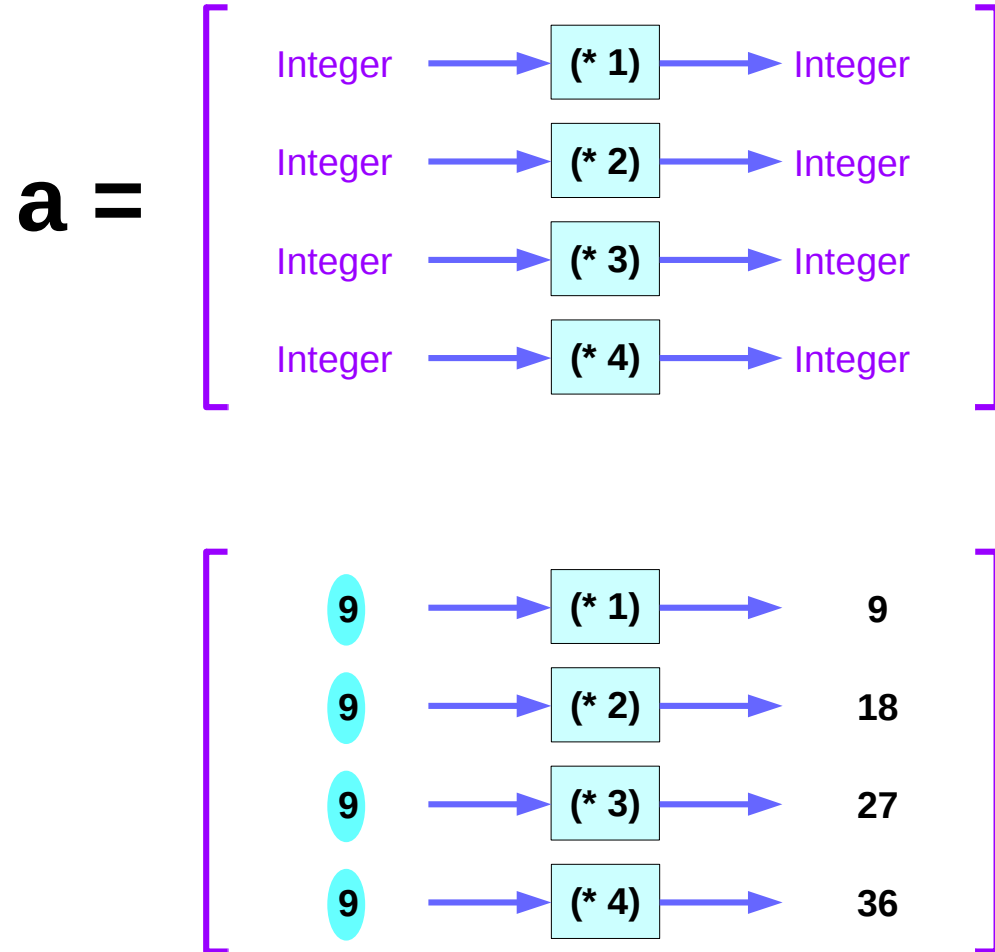 Integer (* 1) Integer
Integer (* 2) Integer
a =
Integer (* 3) Integer
Integer (* 4) Integer
9 (* 1) 9
9 (* 2) 18
9 (* 3) 27
9 (* 4) 36